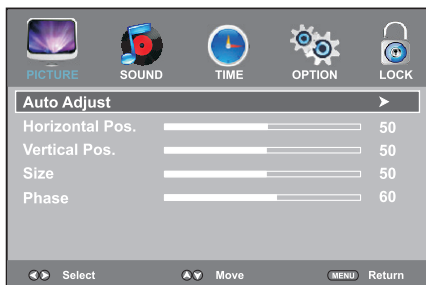 PICTURE SOUND TIME OPTION LOCK
Auto Adjust
Horizontal Pos. 50
Vertical Pos. 50
Size 50
Phase 60
Select Move MENU Return